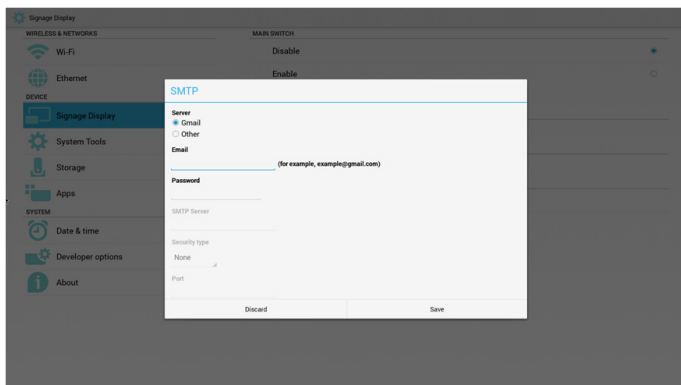 Signage Display
WIRELESS & NETWORKS
Wi-Fi
Ethernet
DEVICE
Signage Display
System Tools
Storage
Apps
SYSTEM
Date & time
Developer options
About
MAIN SWITCH
Disable
Enable
SMTP
Server
Gmail
Other
Email
(for example, example@gmail.com)
Password
SMTP Server
Security type
None
Port
Discard Save